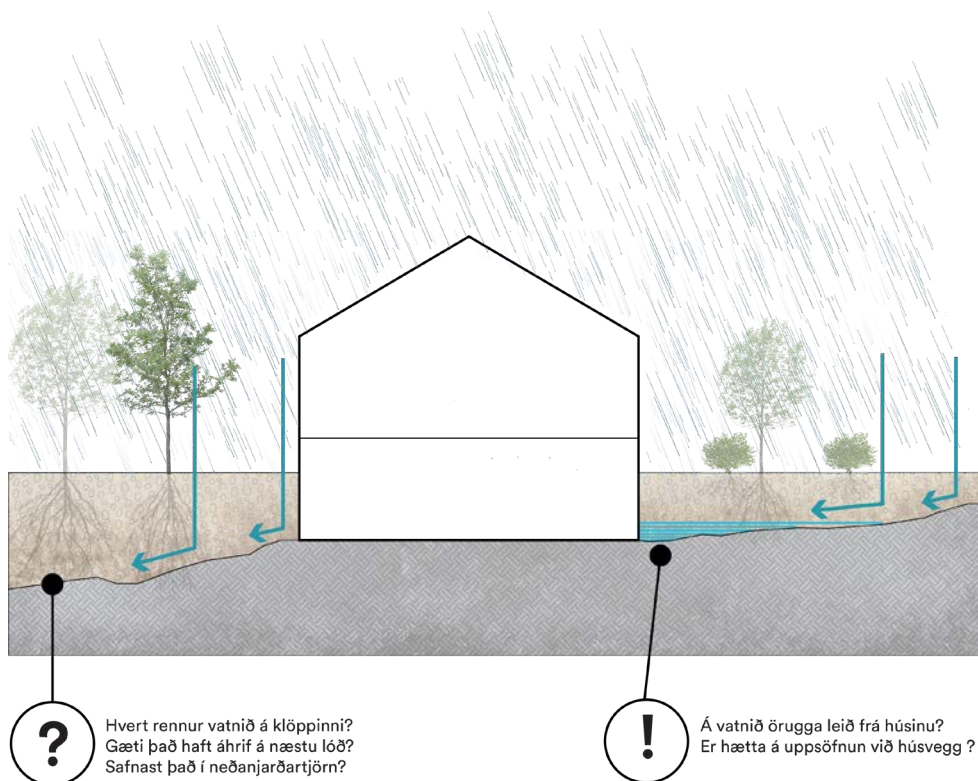 ?
Hvert rennur vatnið á klöppinni?
Gæti það haft áhrif á næstu lóð?
Safnast það í neðanjarðartjörn?
!
Á vatnið örugga leið frá húsinu?
Er hætta á uppsöfnun við húsvegg ?